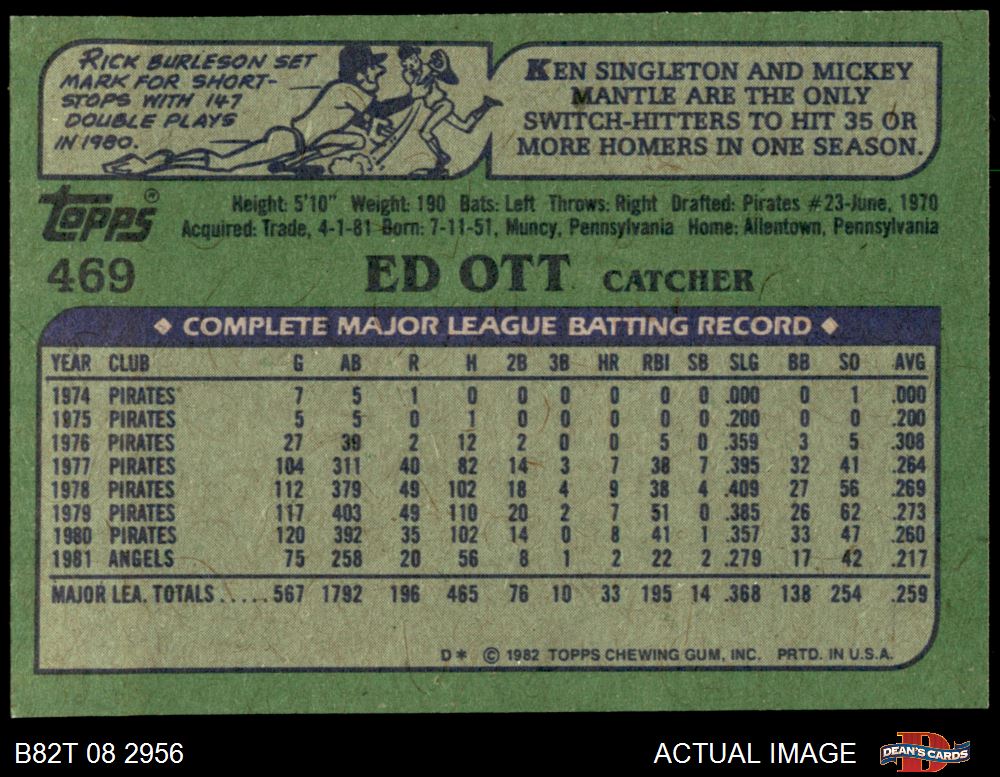 RICK BURLESON SET
MARK FOR SHORT-
STOPS WITH 147
DOUBLE PLAYS
IN 1980.
KEN SINGLETON AND MICKEY
MANTLE ARE THE ONLY
SWITCH-HITTERS TO HIT 35 OR
MORE HOMERS IN ONE SEASON.
TOPPS®
Height: 5'10" Weight: 190 Bats: Left Throws: Right Drafted: Pirates #23-June, 1970
Acquired: Trade, 4-1-81 Born: 7-11-51, Muncy, Pennsylvania Home: Allentown, Pennsylvania
469 ED OTT CATCHER
◆ COMPLETE MAJOR LEAGUE BATTING RECORD ◆
YEAR CLUB G AB R H 2B 3B HR RBI SB SLG BB SO AVG
1974 PIRATES 7 5 1 0 0 0 0 0 0 .000 0 1 .000
1975 PIRATES 5 5 0 1 0 0 0 0 0 .200 0 0 .200
1976 PIRATES 27 39 2 12 2 0 0 5 0 .359 3 5 .308
1977 PIRATES 104 311 40 82 14 3 7 38 7 .395 32 41 .264
1978 PIRATES 112 379 49 102 18 4 9 38 4 .409 27 56 .269
1979 PIRATES 117 403 49 110 20 2 7 51 0 .385 26 62 .273
1980 PIRATES 120 392 35 102 14 0 8 41 1 .357 33 47 .260
1981 ANGELS 75 258 20 56 8 1 2 22 2 .279 17 42 .217
MAJOR LEA. TOTALS.....567 1792 196 465 76 10 33 195 14 .368 138 254 .259
D* © 1982 TOPPS CHEWING GUM, INC. PRTD. IN U.S.A.
B82T 08 2956
ACTUAL IMAGE
D
DEAN'S CARDS